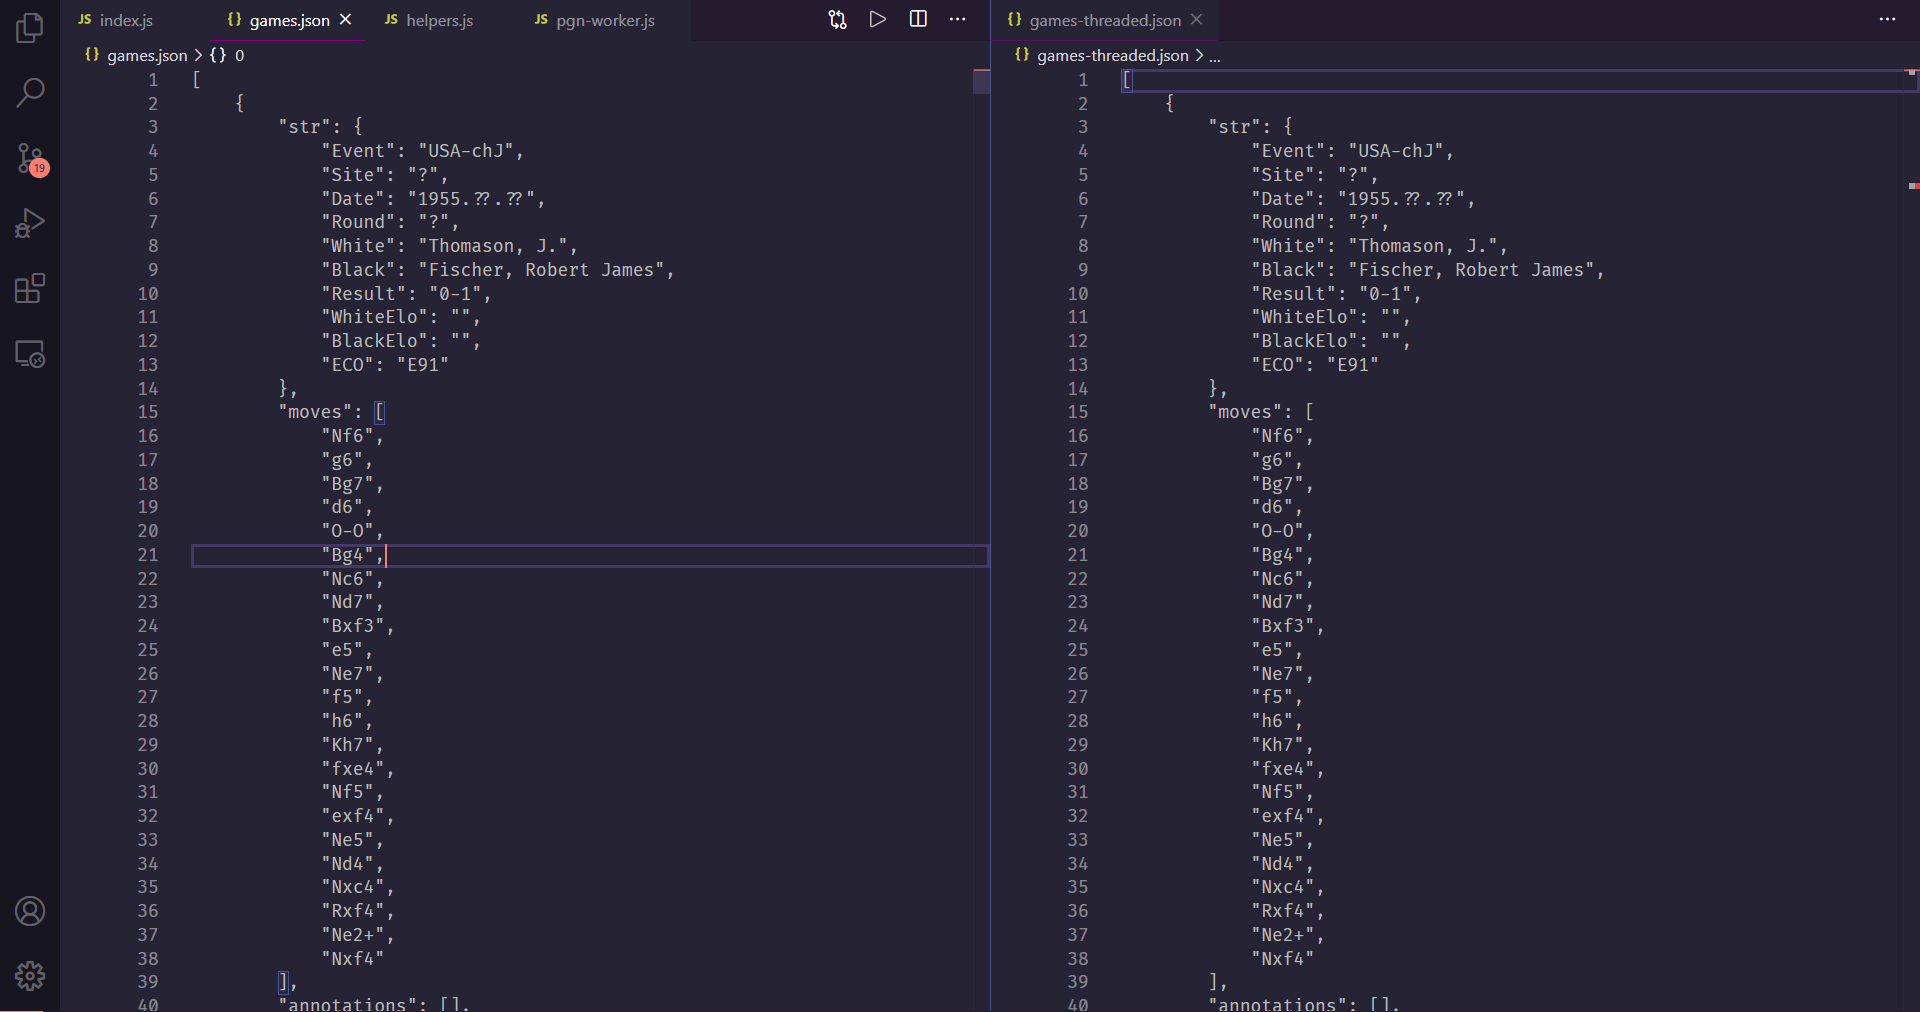 index.js games.json helpers.js pgn-worker.js
games.json > {} 0
1 [
2 {
3 "str": {
4 "Event": "USA-chJ",
5 "Site": "?",
6 "Date": "1955.??.??",
7 "Round": "?",
8 "White": "Thomason, J.",
9 "Black": "Fischer, Robert James",
10 "Result": "0-1",
11 "WhiteElo": "",
12 "BlackElo": "",
13 "ECO": "E91"
14 },
15 "moves": [
16 "Nf6",
17 "g6",
18 "Bg7",
19 "d6",
20 "O-O",
21 "Bg4",
22 "Nc6",
23 "Nd7",
24 "Bxf3",
25 "e5",
26 "Ne7",
27 "f5",
28 "h6",
29 "Kh7",
30 "fxe4",
31 "Nf5",
32 "exf4",
33 "Ne5",
34 "Nd4",
35 "Nxc4",
36 "Rxf4",
37 "Ne2+",
38 "Nxf4"
39 ],
40 "annotations": [],
19
games-threaded.json
games-threaded.json > ...
1 [
2 {
3 "str": {
4 "Event": "USA-chJ",
5 "Site": "?",
6 "Date": "1955.??.??",
7 "Round": "?",
8 "White": "Thomason, J.",
9 "Black": "Fischer, Robert James",
10 "Result": "0-1",
11 "WhiteElo": "",
12 "BlackElo": "",
13 "ECO": "E91"
14 },
15 "moves": [
16 "Nf6",
17 "g6",
18 "Bg7",
19 "d6",
20 "O-O",
21 "Bg4",
22 "Nc6",
23 "Nd7",
24 "Bxf3",
25 "e5",
26 "Ne7",
27 "f5",
28 "h6",
29 "Kh7",
30 "fxe4",
31 "Nf5",
32 "exf4",
33 "Ne5",
34 "Nd4",
35 "Nxc4",
36 "Rxf4",
37 "Ne2+",
38 "Nxf4"
39 ],
40 "annotations": [],